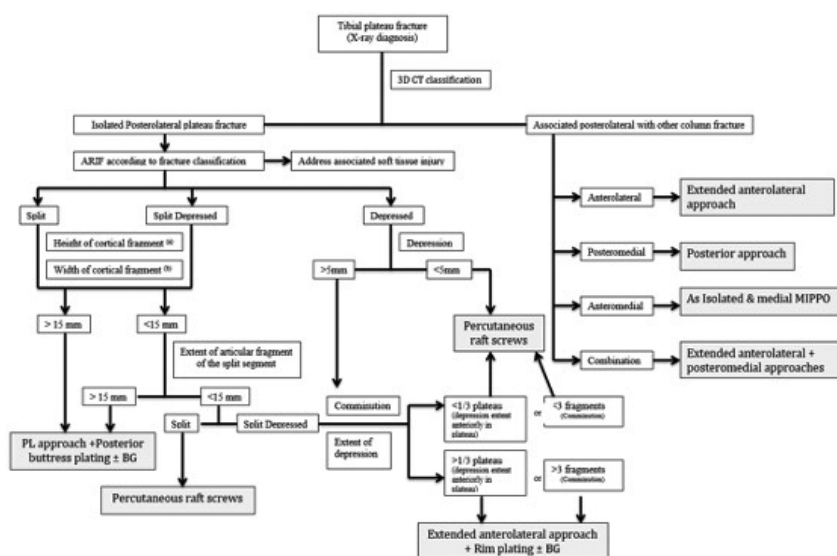 Tibial plateau fracture
(X-ray diagnosis)
3D CT classification
Isolated Posterolateral plateau fracture
Associated posterolateral with other column fracture
ARIF according to fracture classification
Address associated soft tissue injury
Split
Split Depressed
Depressed
Anterolateral
Extended anterolateral
approach
Height of cortical fragment (a)
Width of cortical fragment (b)
Depression
>5mm
<5mm
Posteromedial
Posterior approach
Anteromedial
As Isolated & medial MIPPO
> 15 mm
<15 mm
Percutaneous
raft screws
Combination
Extended anterolateral +
posteromedial approaches
Extent of articular fragment
of the split segment
> 15 mm
<15 mm
Comminution
<1/3 plateau
(depression extent
anteriorly in
plateau)
or
<3 fragments
(Comminution)
Split
Split Depressed
Extent of
depression
PL approach +Posterior
buttress plating ± BG
>1/3 plateau
(depression extent
anteriorly in
plateau)
or
>3 fragments
(Comminution)
Percutaneous raft screws
Extended anterolateral approach
+ Rim plating ± BG